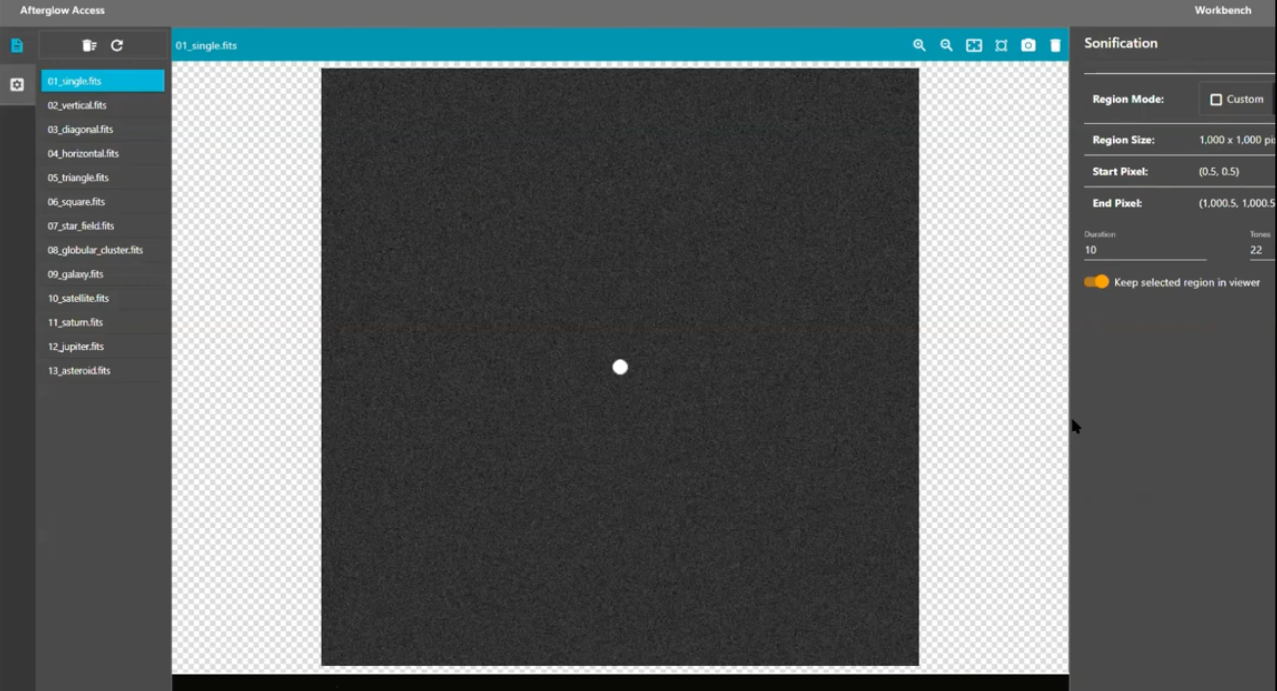 Afterglow Access
Workbench
01_single.fits
02_vertical.fits
03_diagonal.fits
04_horizontal.fits
05_triangle.fits
06_square.fits
07_star_field.fits
08_globular_cluster.fits
09_galaxy.fits
10_satellite.fits
11_saturn.fits
12_jupiter.fits
13_asteroid.fits
01_single.fits
Sonification
Region Mode: Custom
Region Size: 1,000 x 1,000 pi
Start Pixel: (0.5, 0.5)
End Pixel: (1,000.5, 1,000.5
Duration Tones
10 22
Keep selected region in viewer